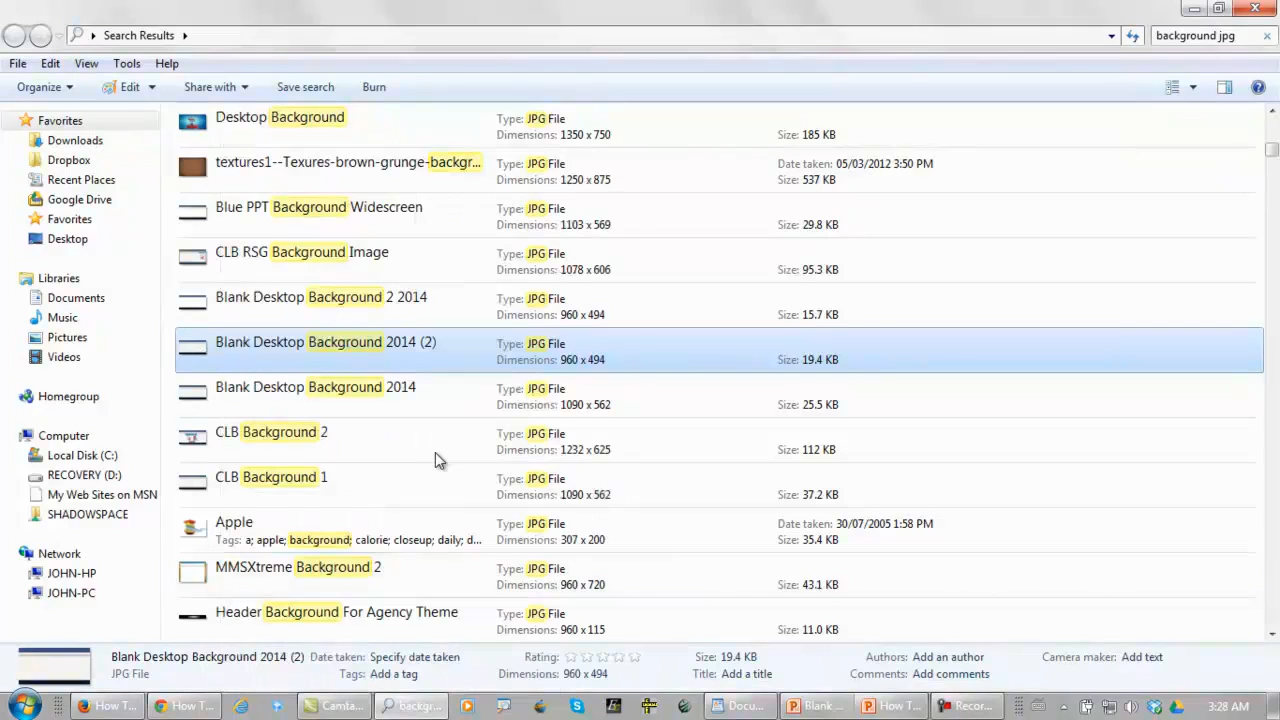 Search Results
background jpg
File Edit View Tools Help
Organize Edit Share with Save search Burn
Favorites
Downloads
Dropbox
Recent Places
Google Drive
Favorites
Desktop
Libraries
Documents
Music
Pictures
Videos
Homegroup
Computer
Local Disk (C:)
RECOVERY (D:)
My Web Sites on MSN
SHADOWSPACE
Network
JOHN-HP
JOHN-PC
Desktop Background Type: JPG File
Dimensions: 1350 x 750 Size: 185 KB
textures1--Texures-brown-grunge-backgr... Type: JPG File Date taken: 05/03/2012 3:50 PM
Dimensions: 1250 x 875 Size: 537 KB
Blue PPT Background Widescreen Type: JPG File
Dimensions: 1103 x 569 Size: 29.8 KB
CLB RSG Background Image Type: JPG File
Dimensions: 1078 x 606 Size: 95.3 KB
Blank Desktop Background 2 2014 Type: JPG File
Dimensions: 960 x 494 Size: 15.7 KB
Blank Desktop Background 2014 (2) Type: JPG File
Dimensions: 960 x 494 Size: 19.4 KB
Blank Desktop Background 2014 Type: JPG File
Dimensions: 1090 x 562 Size: 25.5 KB
CLB Background 2 Type: JPG File
Dimensions: 1232 x 625 Size: 112 KB
CLB Background 1 Type: JPG File
Dimensions: 1090 x 562 Size: 37.2 KB
Apple Type: JPG File Date taken: 30/07/2005 1:58 PM
Tags: a; apple; background; calorie; closeup; daily; d... Dimensions: 307 x 200 Size: 35.4 KB
MMSXtreme Background 2 Type: JPG File
Dimensions: 960 x 720 Size: 43.1 KB
Header Background For Agency Theme Type: JPG File
Dimensions: 960 x 115 Size: 11.0 KB
Blank Desktop Background 2014 (2) Date taken: Specify date taken Rating: Size: 19.4 KB Authors: Add an author Camera maker: Add text
JPG File Tags: Add a tag Dimensions: 960 x 494 Title: Add a title Comments: Add comments
How T... How T... Camta... backgr... Docu... Blank ... How T... Recor... 3:28 AM